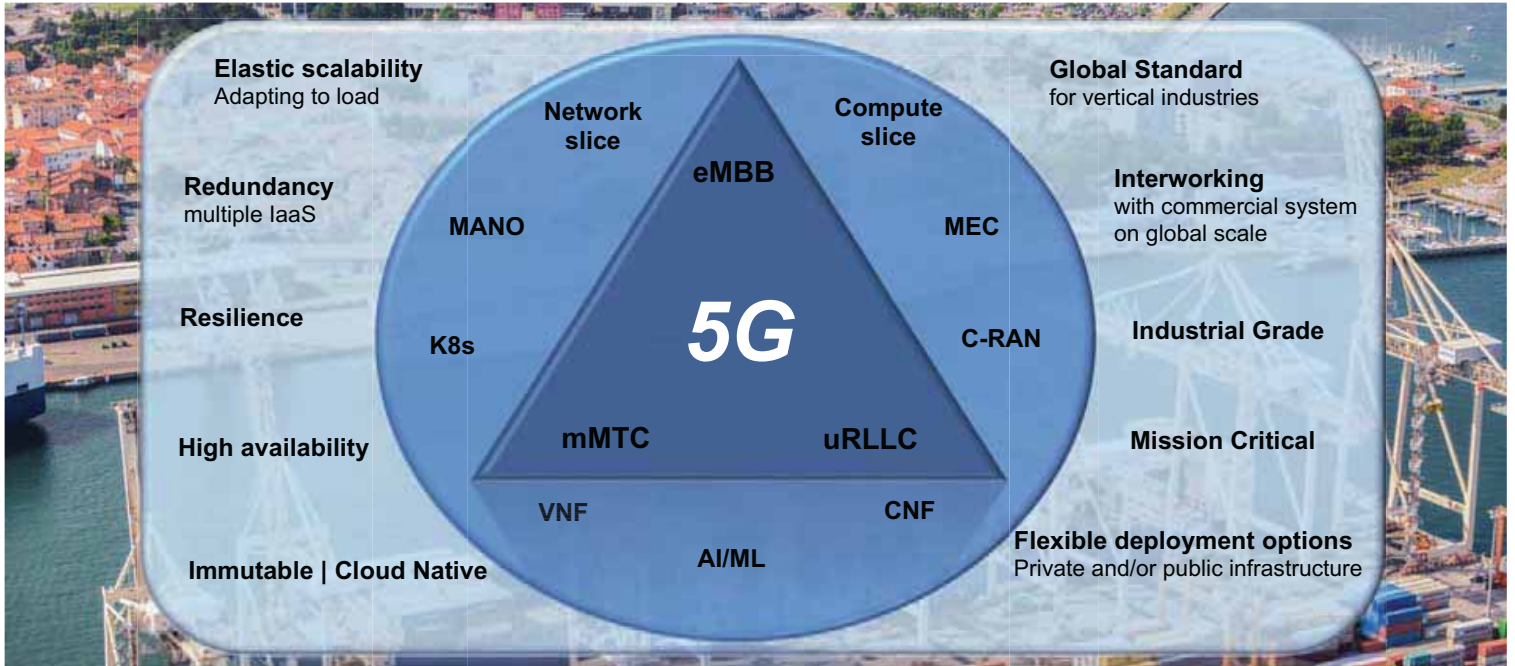 Elastic scalability
Adapting to load
Redundancy
multiple IaaS
Resilience
High availability
Immutable | Cloud Native
Network
slice
MANO
K8s
eMBB
5G
mMTC
uRLLC
VNF
CNF
AI/ML
Compute
slice
MEC
C-RAN
Global Standard
for vertical industries
Interworking
with commercial system
on global scale
Industrial Grade
Mission Critical
Flexible deployment options
Private and/or public infrastructure